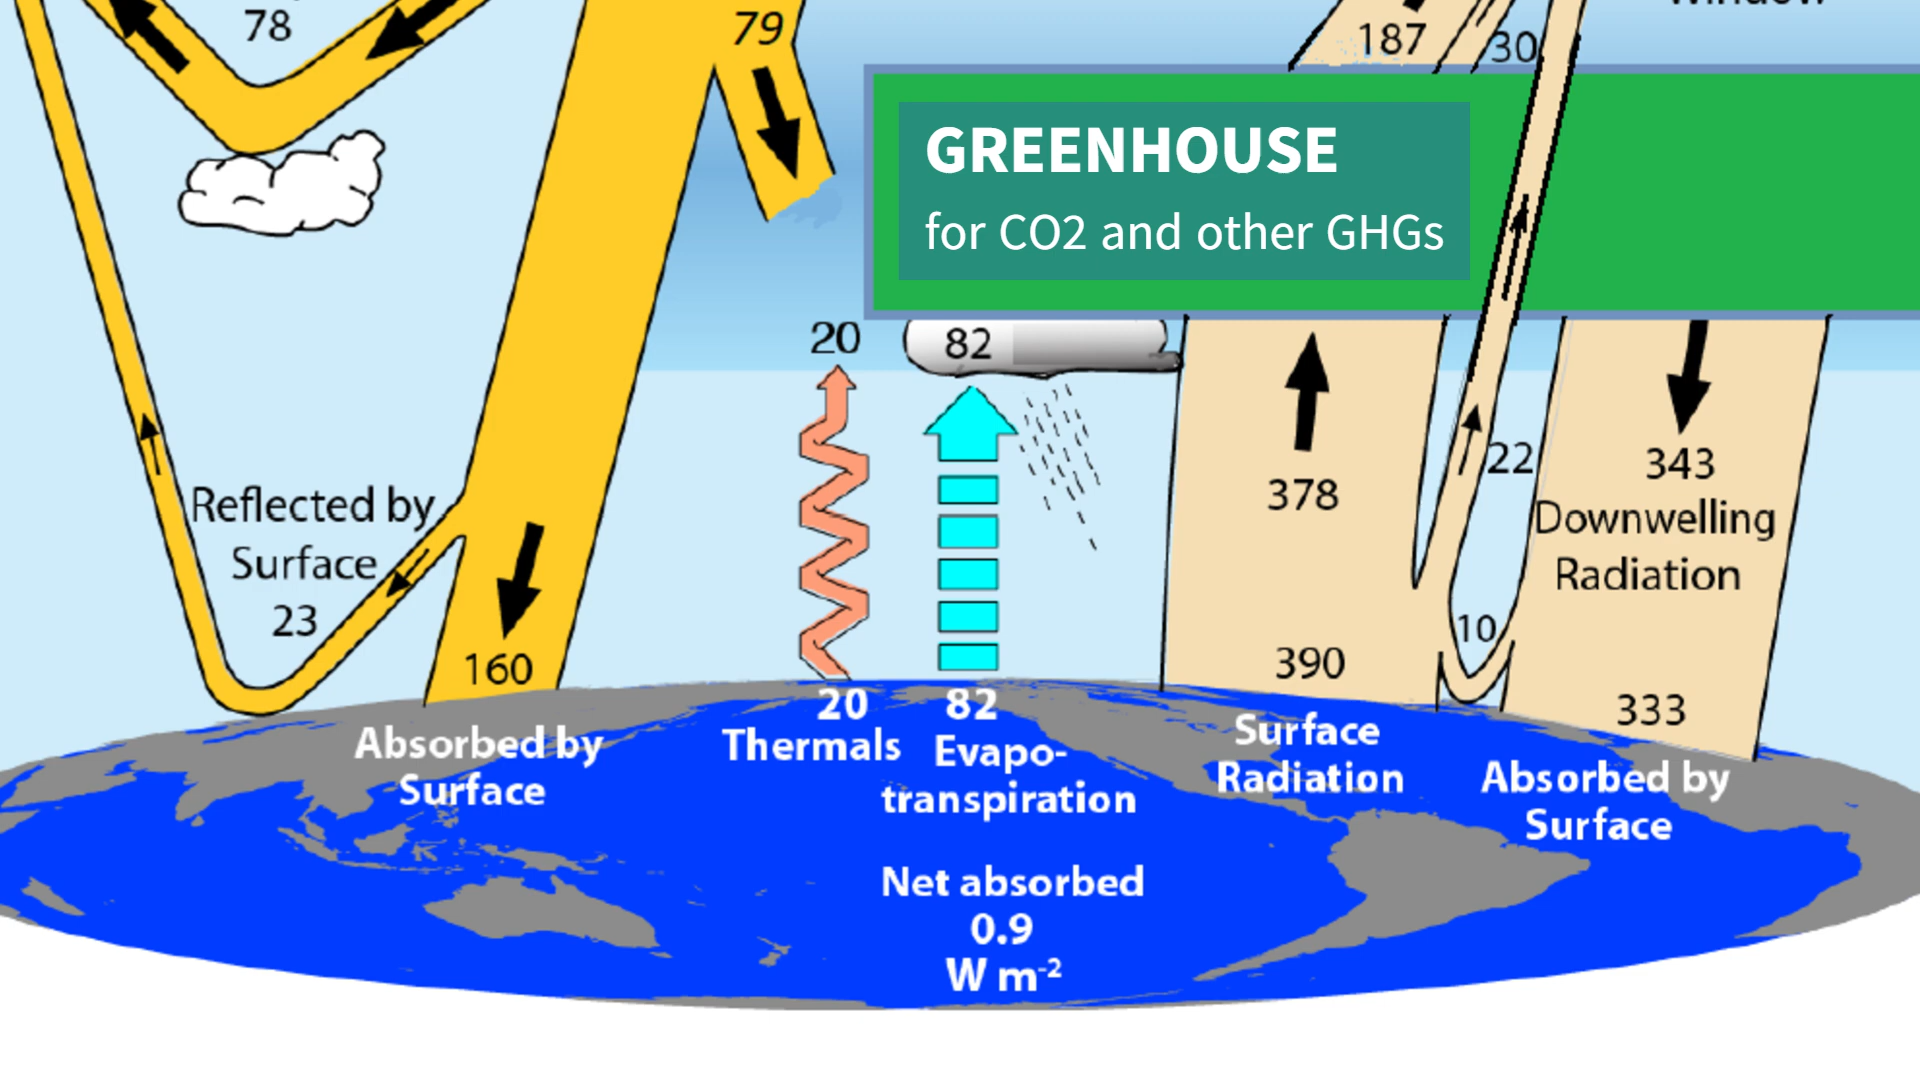 78
79
187
30
GREENHOUSE
for CO2 and other GHGs
20
82
378
22
343
Downwelling
Radiation
Reflected by
Surface
23
160
10
390
333
20
Thermals
82
Evapo-
transpiration
Absorbed by
Surface
Surface
Radiation
Absorbed by
Surface
Net absorbed
0.9
W m-2